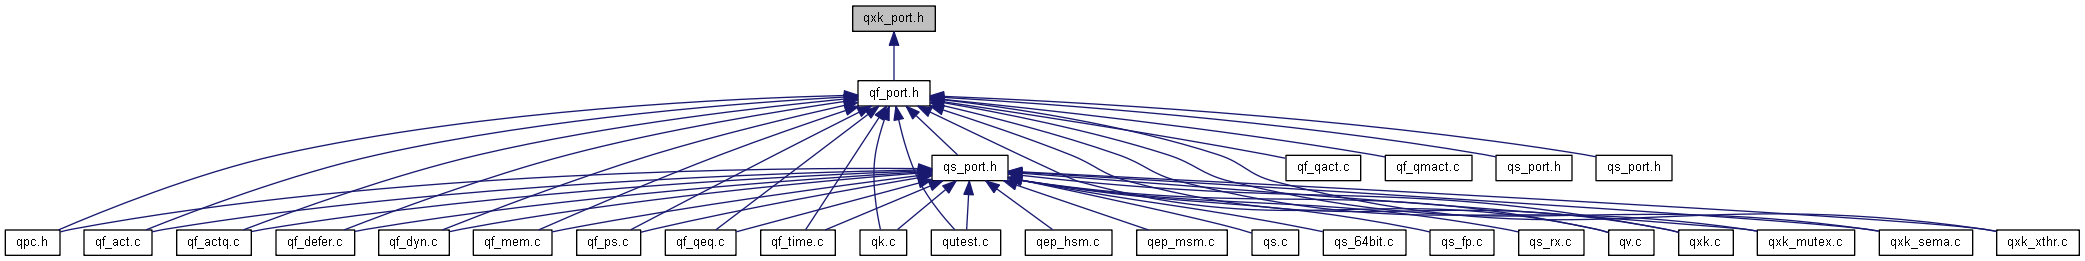 qxk_port.h
qf_port.h
qs_port.h
qf_qact.c
qf_qmact.c
qs_port.h
qs_port.h
qpc.h
qf_act.c
qf_actq.c
qf_defer.c
qf_dyn.c
qf_mem.c
qf_ps.c
qf_qeq.c
qf_time.c
qk.c
qutest.c
qep_hsm.c
qep_msm.c
qs.c
qs_64bit.c
qs_fp.c
qs_rx.c
qv.c
qxk.c
qxk_mutex.c
qxk_sema.c
qxk_xthr.c